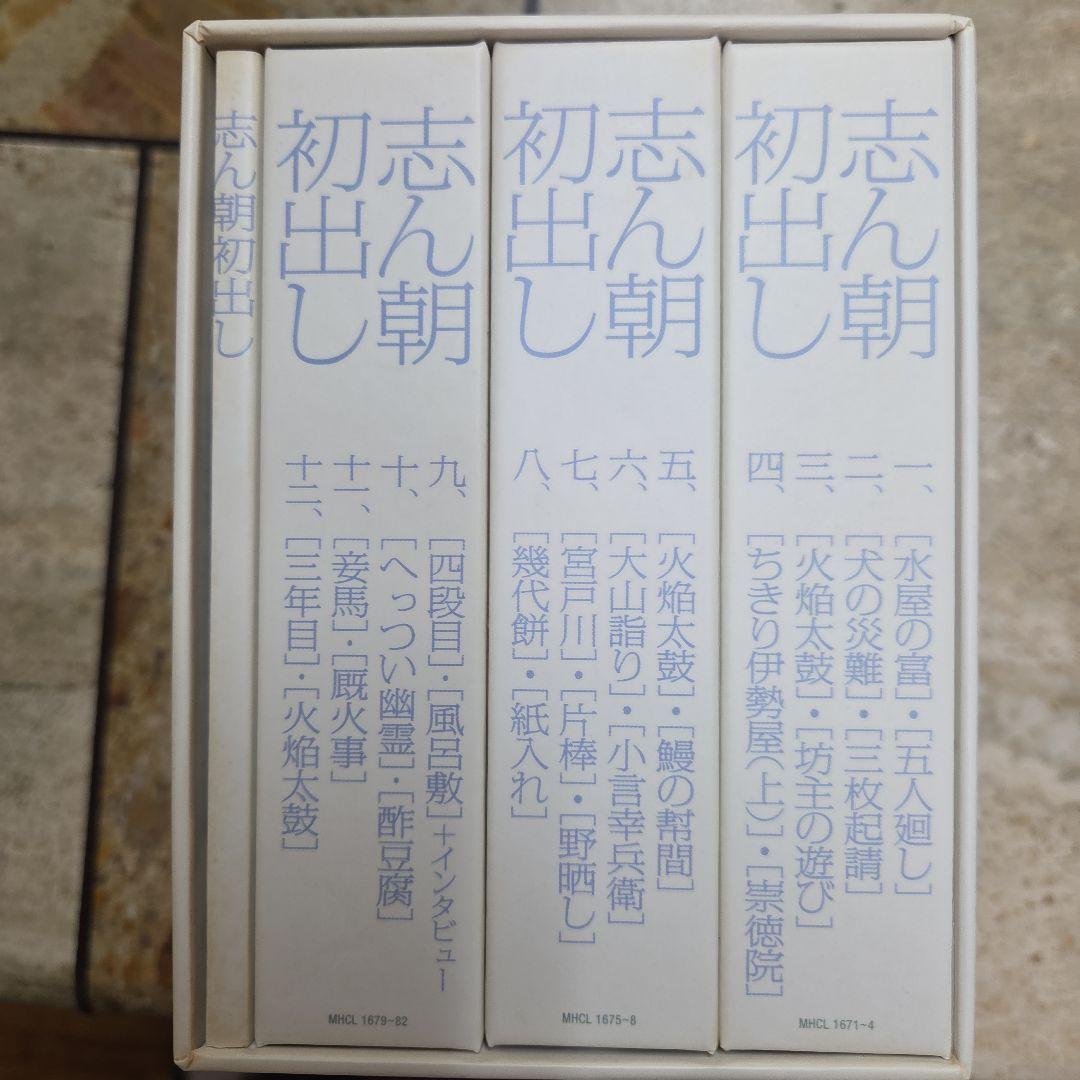 志ん朝
初出し
一、[水屋の富]・[五人廻し]
二、[犬の災難]・[三枚起請]
三、[火焔太鼓]・[坊主の遊び]
四、[ちきり伊勢屋(上)]・[崇徳院]
MHCL 1671~4
志ん朝
初出し
五、[火焔太鼓]・[鰻の幇間]
六、[大山詣り]・[小言幸兵衛]
七、[宮戸川]・[片棒]・[野晒し]
八、[幾代餅]・[紙入れ]
MHCL 1675~8
志ん朝
初出し
九、[四段目]・[風呂敷]+インタビュー
十、[へっつい幽霊]・[酢豆腐]
十一、[妾馬]・[厩火事]
十二、[三年目]・[火焔太鼓]
MHCL 1679~82
志ん朝初出し